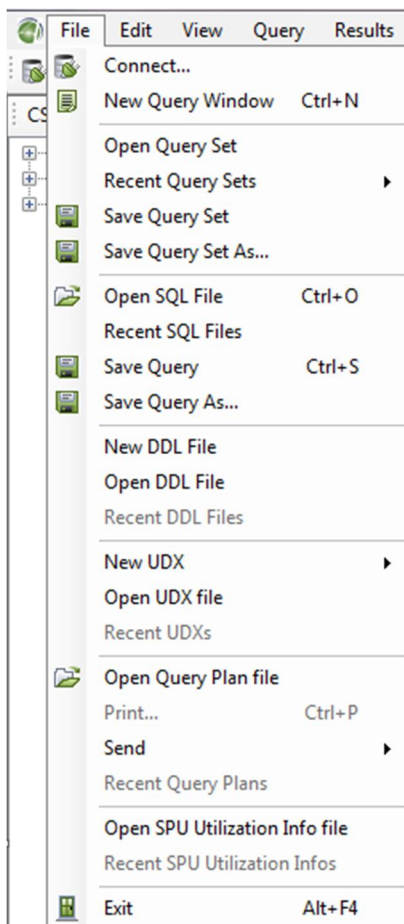 File Edit View Query Results
Connect...
CS
New Query Window Ctrl+N
Open Query Set
Recent Query Sets
Save Query Set
Save Query Set As...
Open SQL File Ctrl+O
Recent SQL Files
Save Query Ctrl+S
Save Query As...
New DDL File
Open DDL File
Recent DDL Files
New UDX
Open UDX file
Recent UDXs
Open Query Plan file
Print... Ctrl+P
Send
Recent Query Plans
Open SPU Utilization Info file
Recent SPU Utilization Infos
Exit Alt+F4